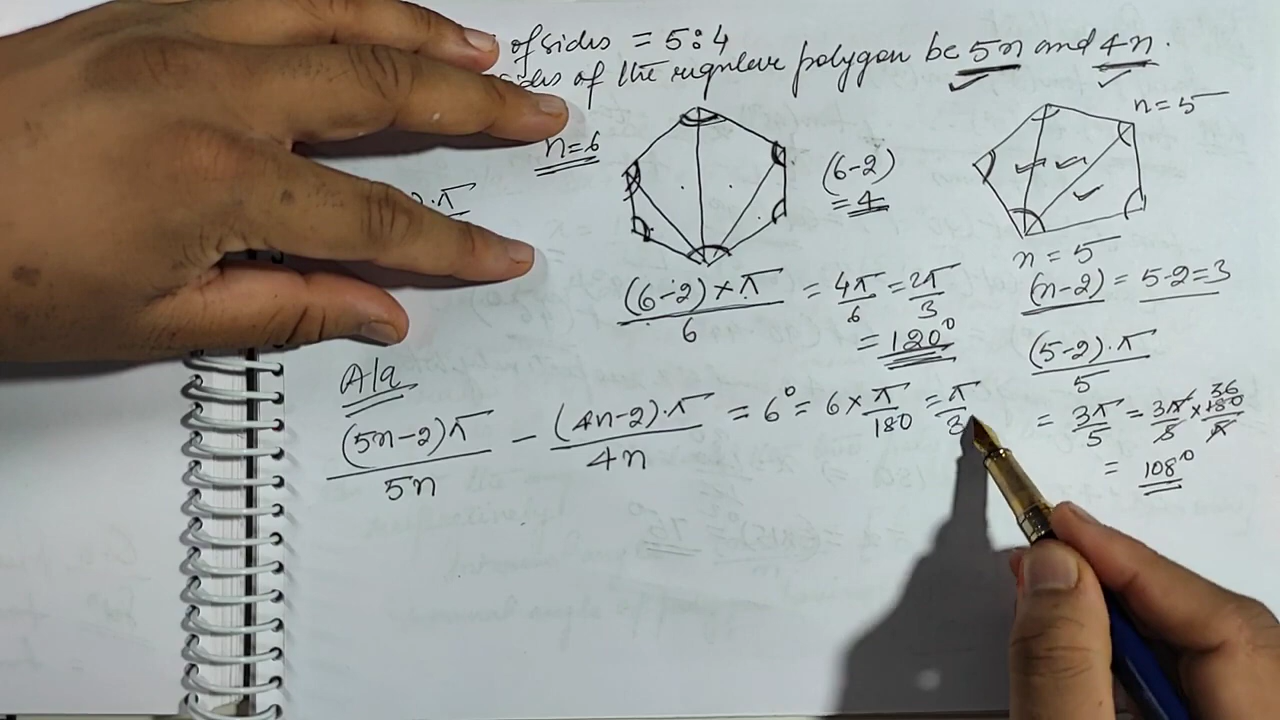 of sides = 5:4
sides of the regular polygon be 5n and 4n.
n=6
(6-2)
= 4
n=5
n = 5
(n-2) = 5-2=3
(6-2)×π/6 = 4π/6 = 2π/3
= 120°
(5-2).π/5
= 3π/5 = 3π/5 × 180/π 36
= 108°
A/q
(5n-2)π/5n - (4n-2).π/4n = 6° = 6×π/180 = π/3